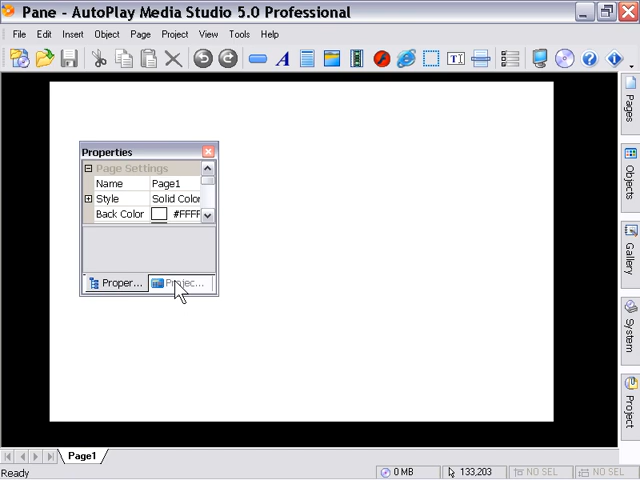 Pane - AutoPlay Media Studio 5.0 Professional
File Edit Insert Object Page Project View Tools Help
Properties
Page Settings
Name Page1
Style Solid Color
Back Color #FFFF
Proper... Projec...
Pages
Objects
Gallery
System
Project
Page1
Ready 0 MB 133,203 NO SEL NO SEL